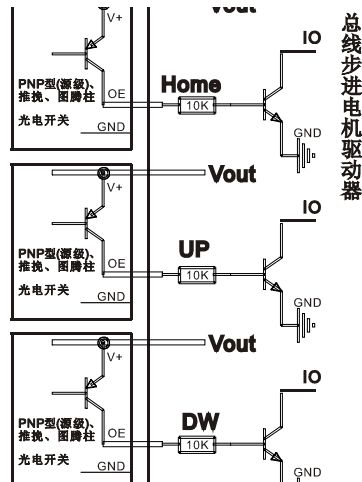 Vout
V+
IO
总线步进电机驱动器
PNP型(源级)、
推挽、图腾柱
光电开关
OE
Home
10K
GND
GND
Vout
V+
IO
PNP型(源级)、
推挽、图腾柱
光电开关
OE
UP
10K
GND
GND
Vout
V+
IO
PNP型(源级)、
推挽、图腾柱
光电开关
OE
DW
10K
GND
GND